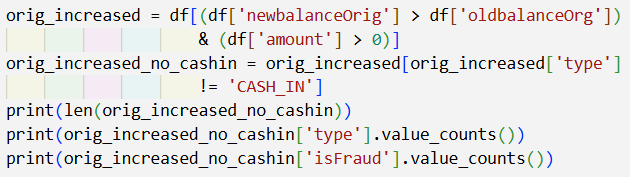 orig_increased = df[(df['newbalanceOrig'] > df['oldbalanceOrg'])
                    & (df['amount'] > 0)]
orig_increased_no_cashin = orig_increased[orig_increased['type']
                    != 'CASH_IN']
print(len(orig_increased_no_cashin))
print(orig_increased_no_cashin['type'].value_counts())
print(orig_increased_no_cashin['isFraud'].value_counts())